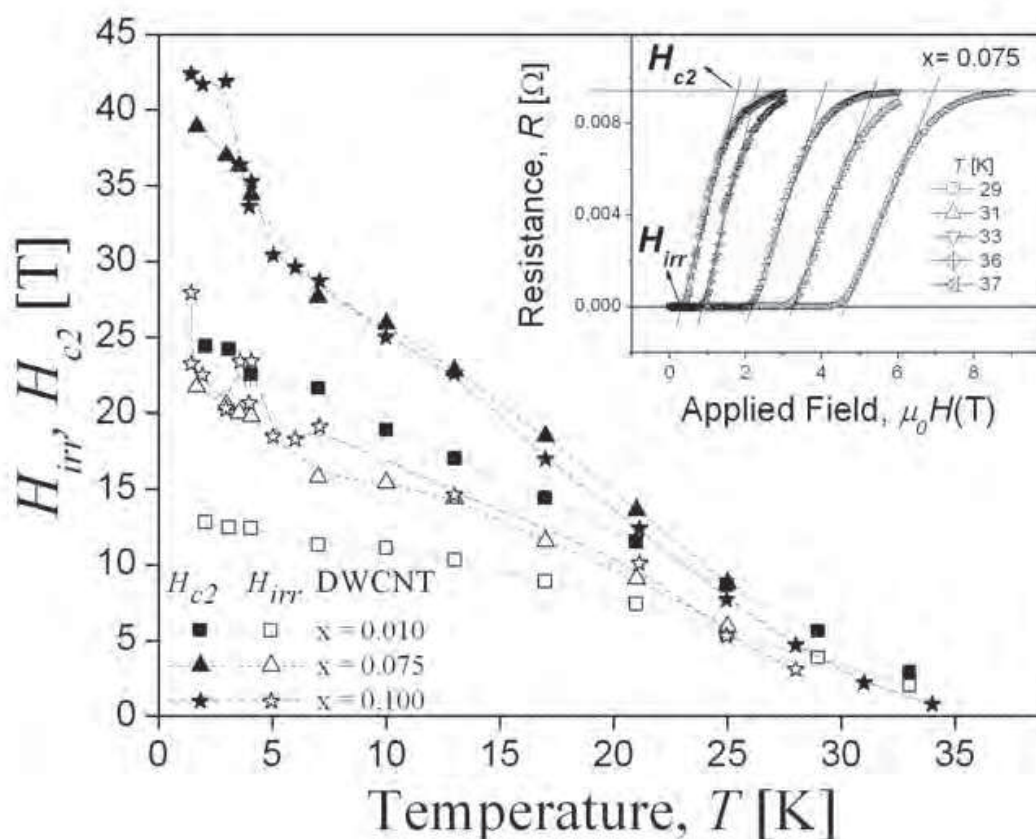 45
40
35
30
25
20
15
10
5
0
H_irr, H_c2 [T]
0 5 10 15 20 25 30 35
Temperature, T [K]
H_c2 H_irr DWCNT
x = 0.010
x = 0.075
x = 0.100
H_c2
x= 0.075
0.008
0.004
0.000
Resistance, R [Ω]
H_irr
T [K]
29
31
33
36
37
0 2 4 6 8
Applied Field, μ₀H(T)